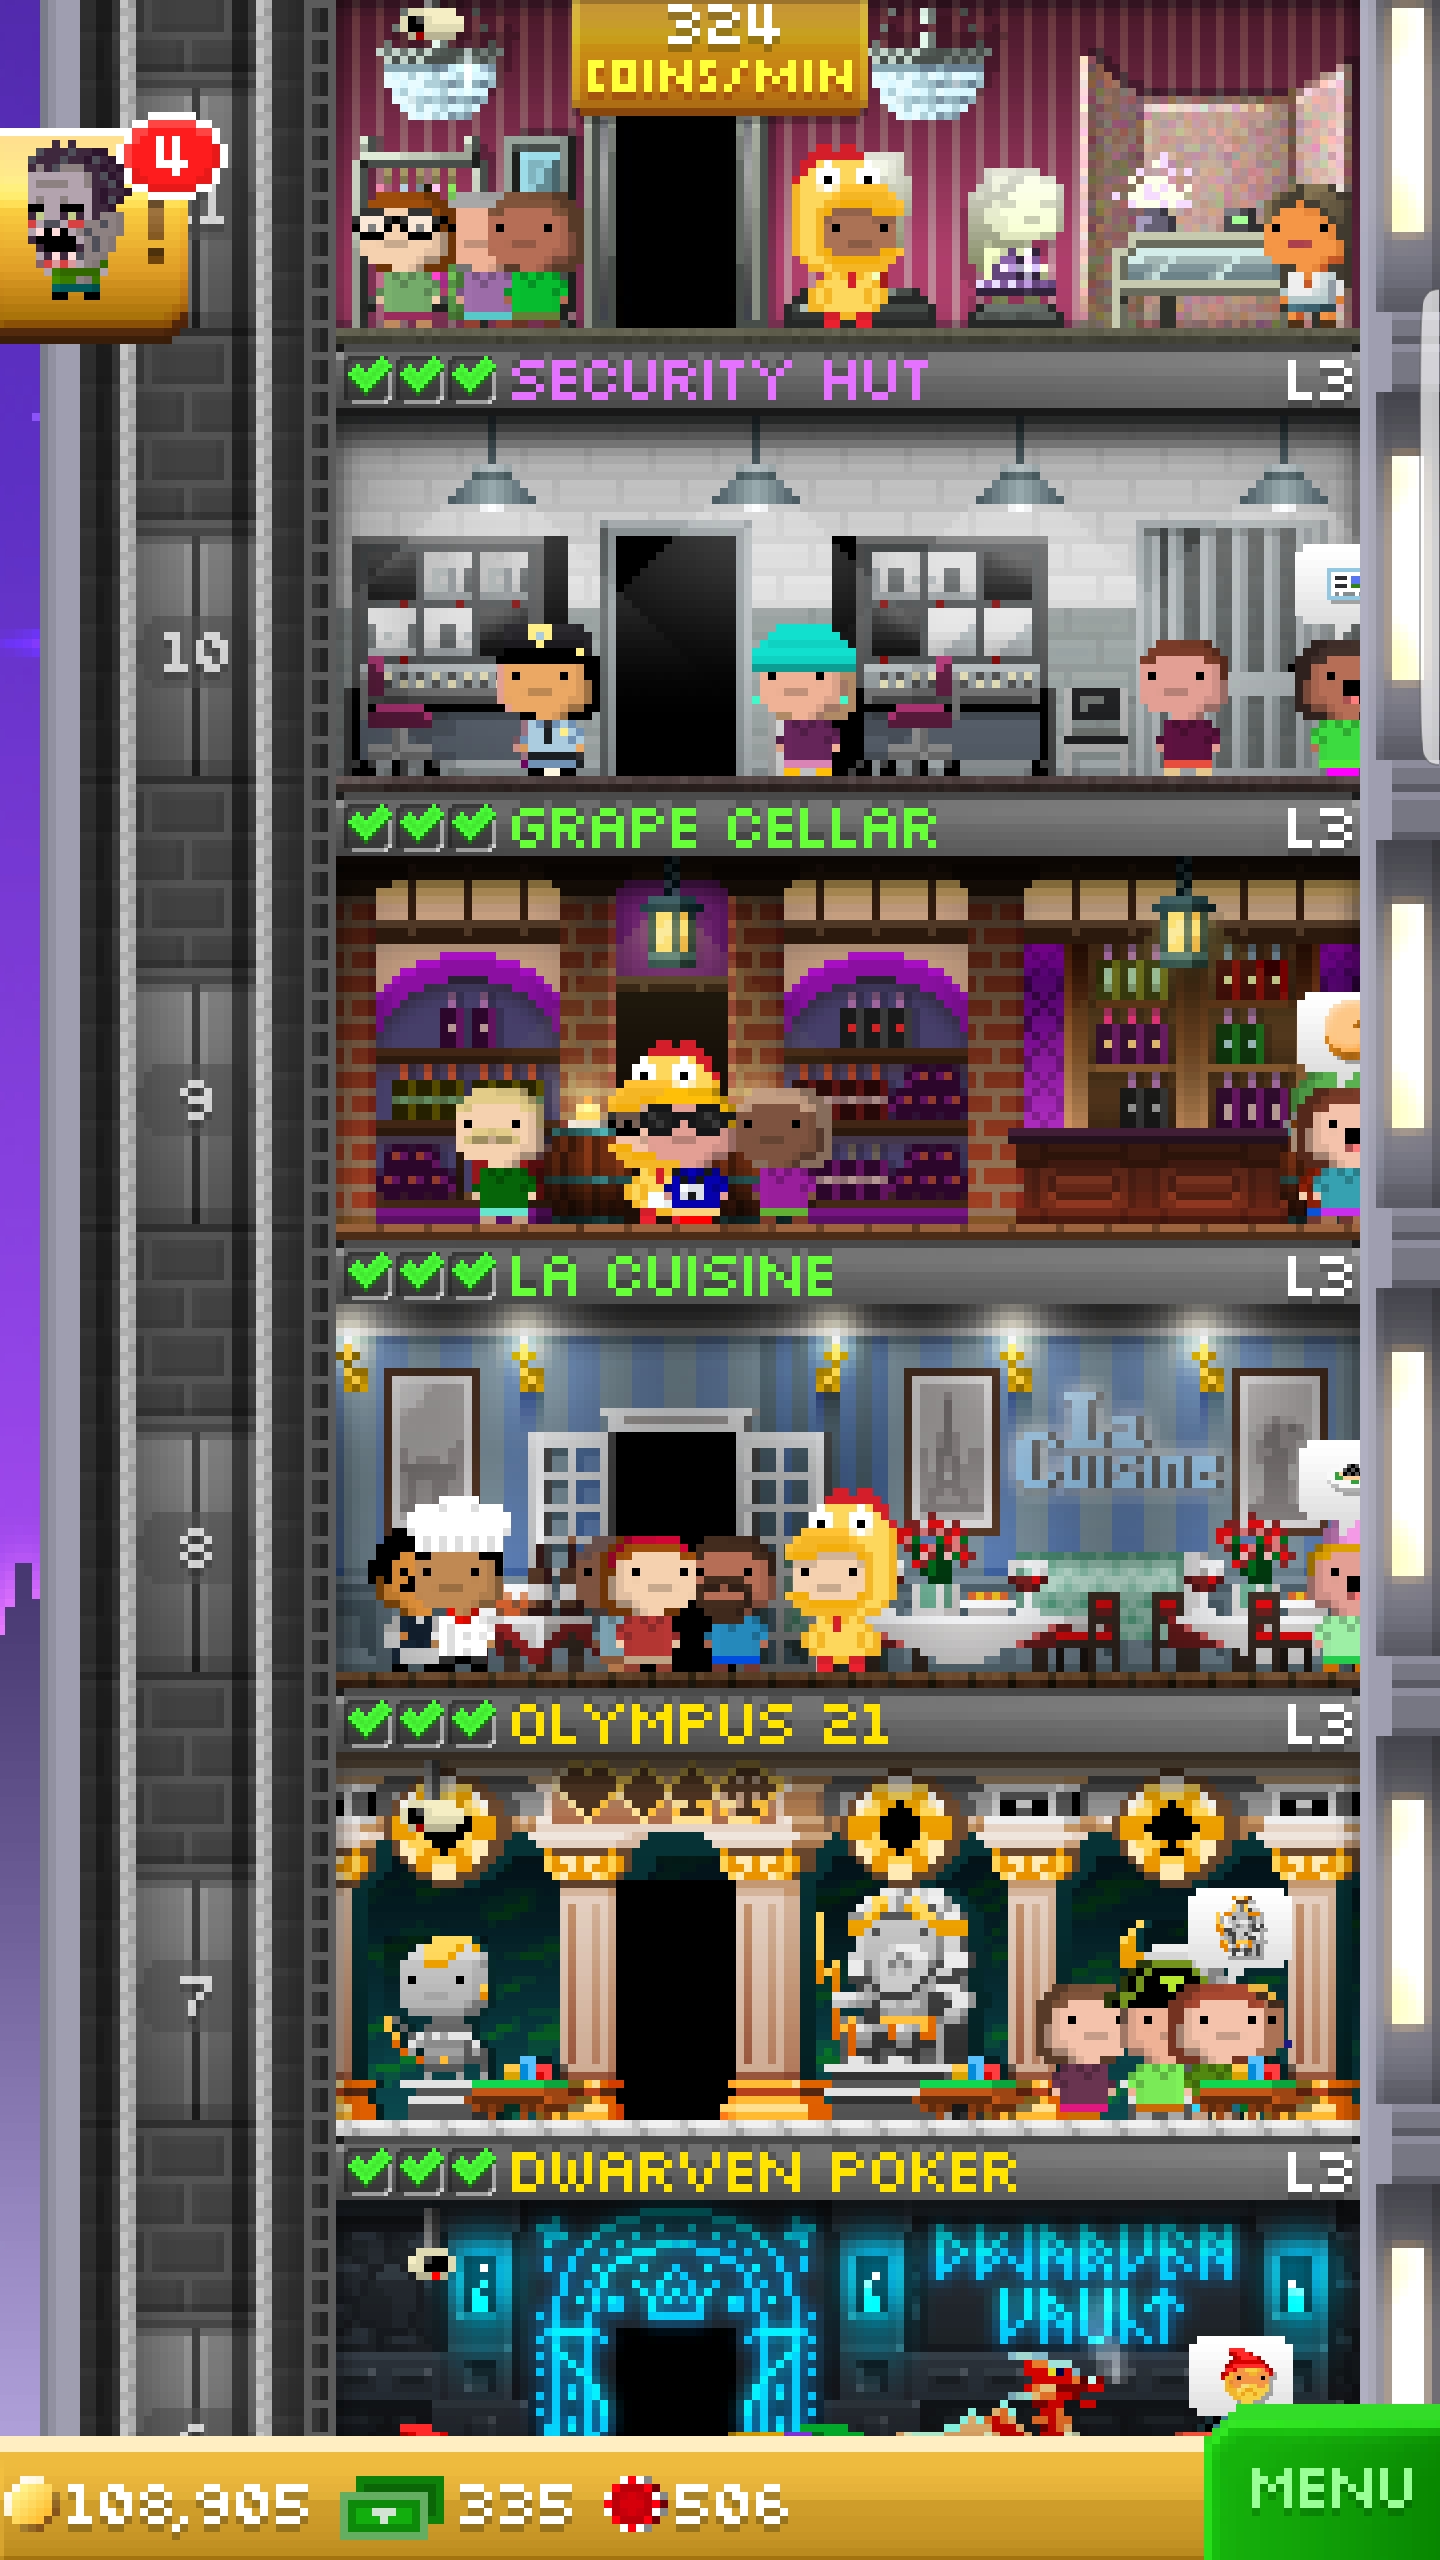 324
COINS/MIN
4
!
SECURITY HUT L3
10
GRAPE CELLAR L3
9
LA CUISINE L3
La
Cuisine
8
OLYMPUS 21 L3
7
DWARVEN POKER L3
DWARVEN
VAULT
108,905 335 506 MENU